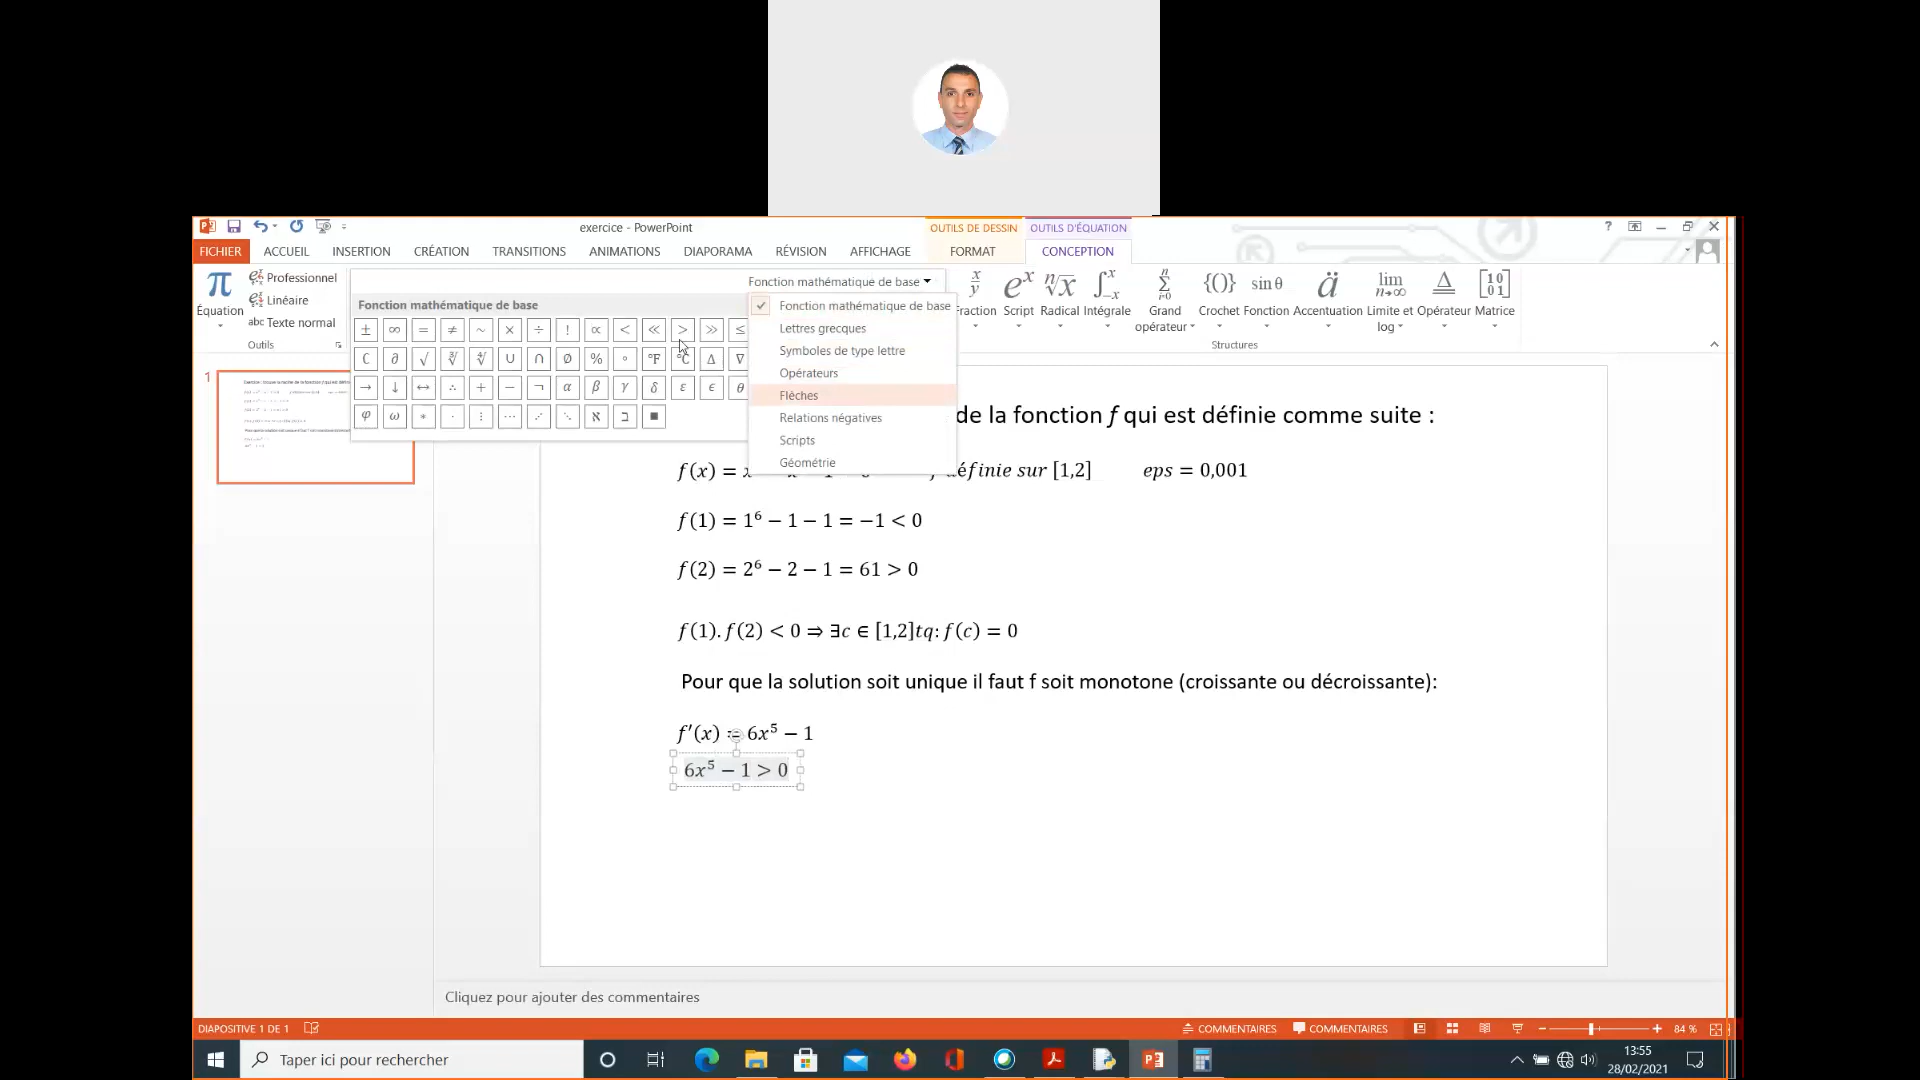 exercice - PowerPoint
OUTILS DE DESSIN
OUTILS D'ÉQUATION
?
FICHIER
ACCUEIL
INSERTION
CRÉATION
TRANSITIONS
ANIMATIONS
DIAPORAMA
RÉVISION
AFFICHAGE
FORMAT
CONCEPTION
π
Équation
Professionnel
Linéaire
abc Texte normal
Outils
Fonction mathématique de base
Fonction mathématique de base
± ∞ = ≠ ~ × ÷ ! ∝ < ≪ > ≫ ≤
∁ ∂ √ ∛ ∜ ∪ ∩ ∅ % ° °F °C ∆ ∇
→ ↓ ↔ ∴ + − ¬ α β γ δ ε ϵ θ
φ ω ∗ ∙ ⋮ ⋯ ⋰ ⋱ ℵ ℶ ∎
Fonction mathématique de base
Lettres grecques
Symboles de type lettre
Opérateurs
Flèches
Relations négatives
Scripts
Géométrie
Fraction
Script
Radical
Intégrale
Grand opérateur
Crochet
sin θ
Fonction
Accentuation
lim n→∞
Limite et log
Opérateur
Matrice
Structures
1
de la fonction f qui est définie comme suite :
définie sur [1,2] eps = 0,001
f(1) = 1⁶ − 1 − 1 = −1 < 0
f(2) = 2⁶ − 2 − 1 = 61 > 0
f(1).f(2) < 0 ⇒ ∃c ∈ [1,2]tq: f(c) = 0
Pour que la solution soit unique il faut f soit monotone (croissante ou décroissante):
f′(x) = 6x⁵ − 1
6x⁵ − 1 > 0
Cliquez pour ajouter des commentaires
DIAPOSITIVE 1 DE 1
COMMENTAIRES
COMMENTAIRES
84 %
Taper ici pour rechercher
13:55
28/02/2021